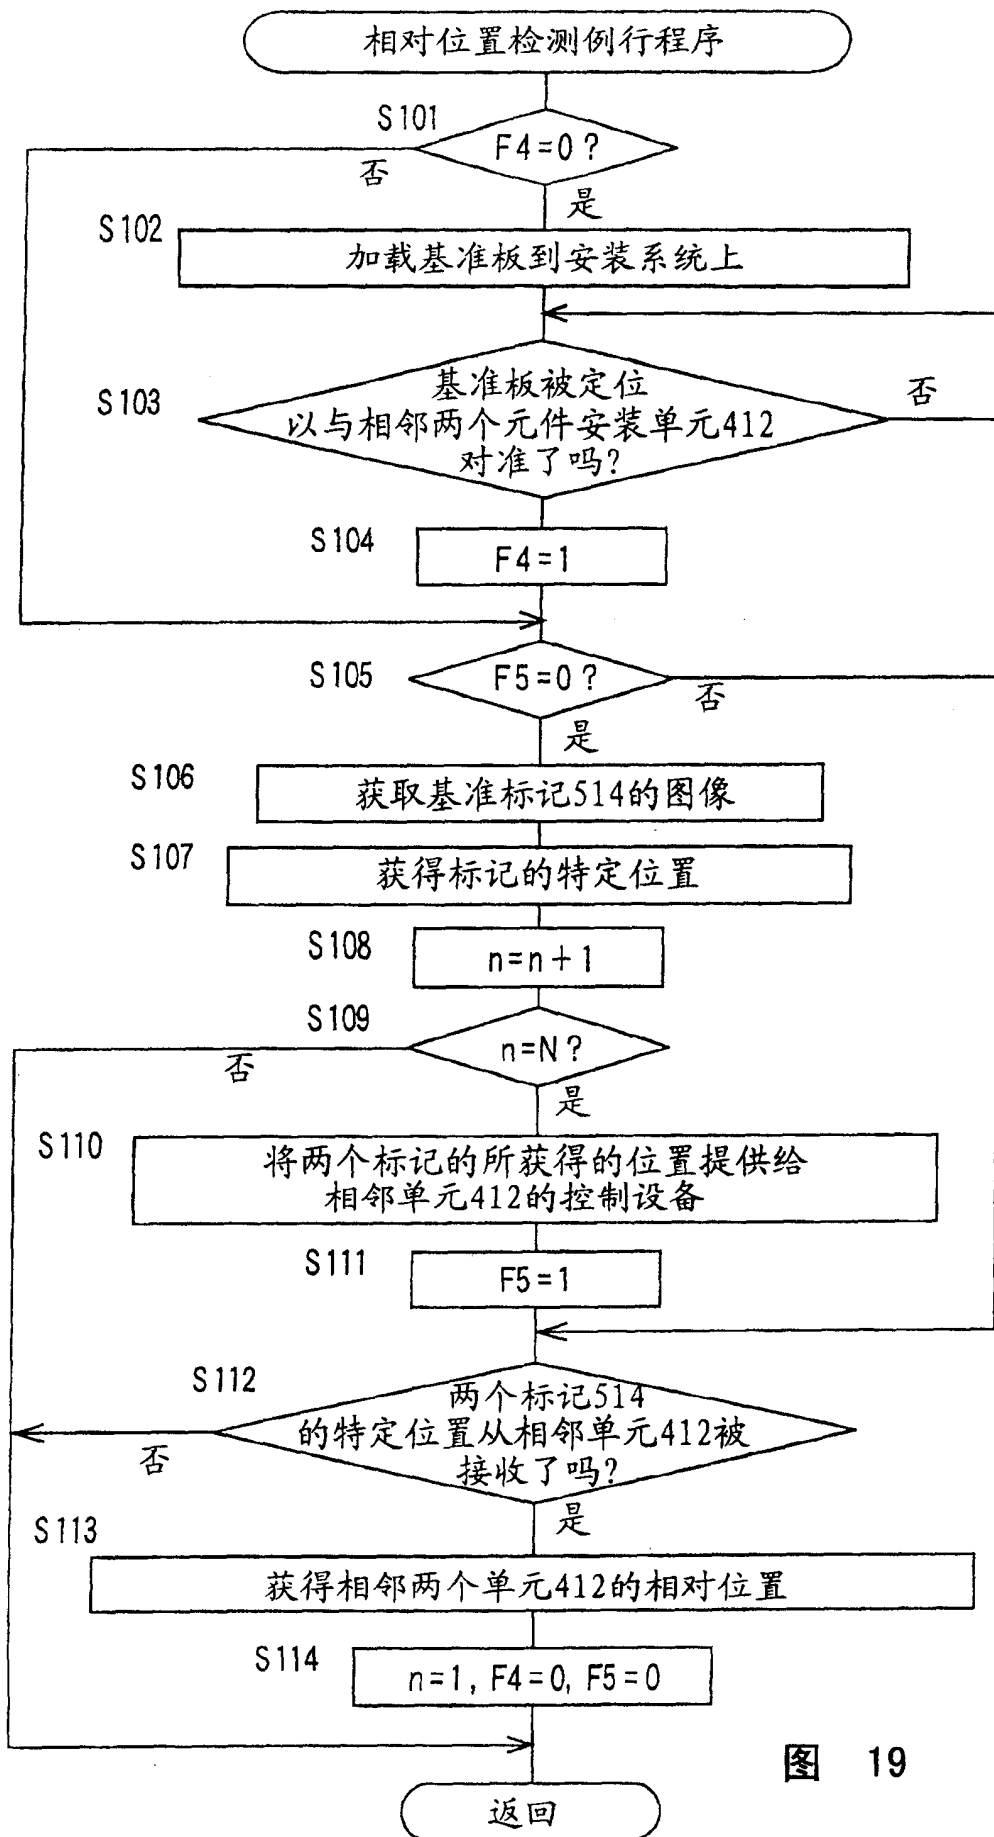 相对位置检测例行程序
S101
F4=0?
否
是
S102
加载基准板到安装系统上
S103
基准板被定位
以与相邻两个元件安装单元412
对准了吗?
否
S104
F4=1
S105
F5=0?
否
是
S106
获取基准标记514的图像
S107
获得标记的特定位置
S108
n=n+1
S109
n=N?
否
是
S110
将两个标记的所获得的位置提供给
相邻单元412的控制设备
S111
F5=1
S112
两个标记514
的特定位置从相邻单元412被
接收了吗?
否
是
S113
获得相邻两个单元412的相对位置
S114
n=1, F4=0, F5=0
图 19
返回